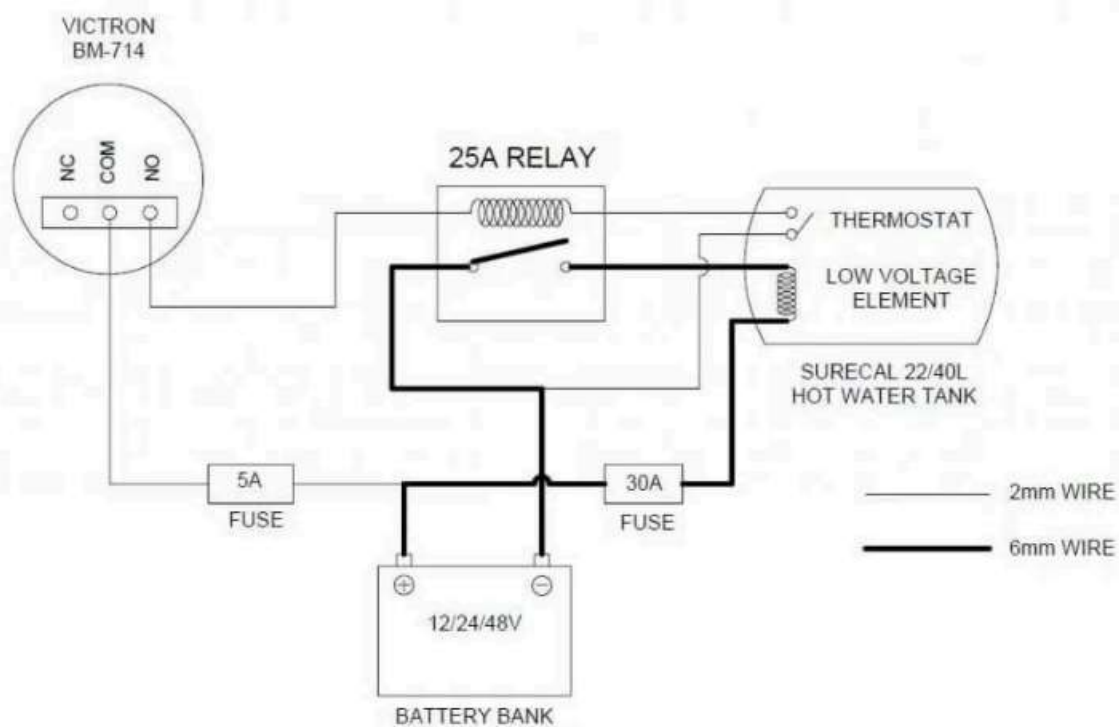 VICTRON
BM-714
NC
COM
NO
25A RELAY
THERMOSTAT
LOW VOLTAGE
ELEMENT
SURECAL 22/40L
HOT WATER TANK
5A
FUSE
30A
FUSE
2mm WIRE
6mm WIRE
+
−
12/24/48V
BATTERY BANK